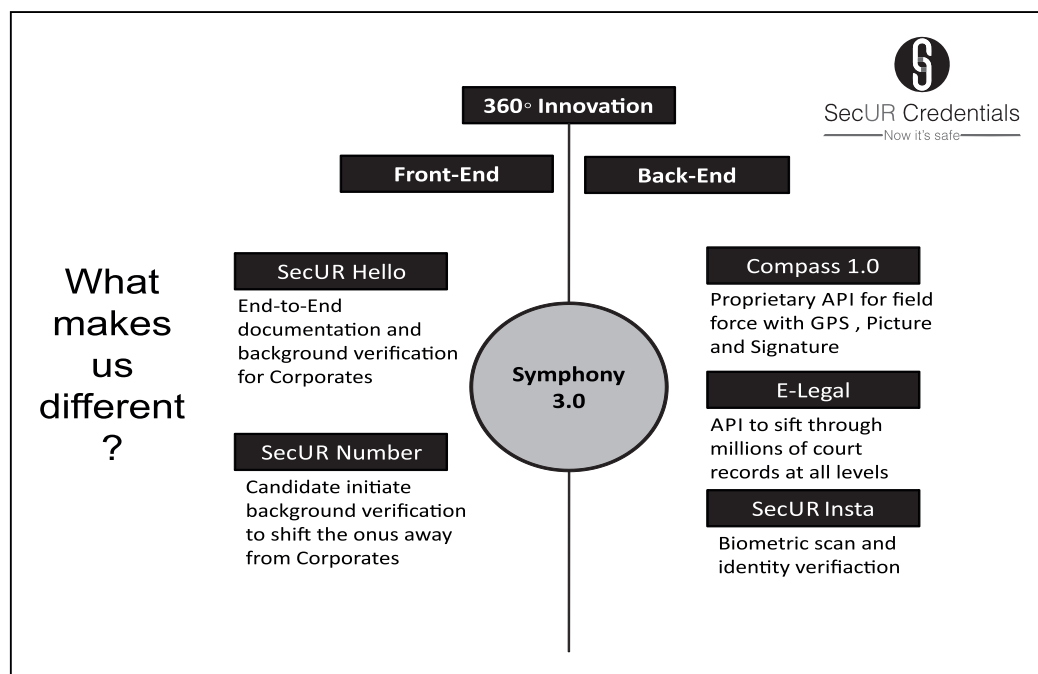 SecUR Credentials
Now it's safe
360° Innovation
Front-End
Back-End
What
makes
us
different
?
SecUR Hello
End-to-End
documentation and
background verification
for Corporates
SecUR Number
Candidate initiate
background verification
to shift the onus away
from Corporates
Symphony
3.0
Compass 1.0
Proprietary API for field
force with GPS , Picture
and Signature
E-Legal
API to sift through
millions of court
records at all levels
SecUR Insta
Biometric scan and
identity verifiaction